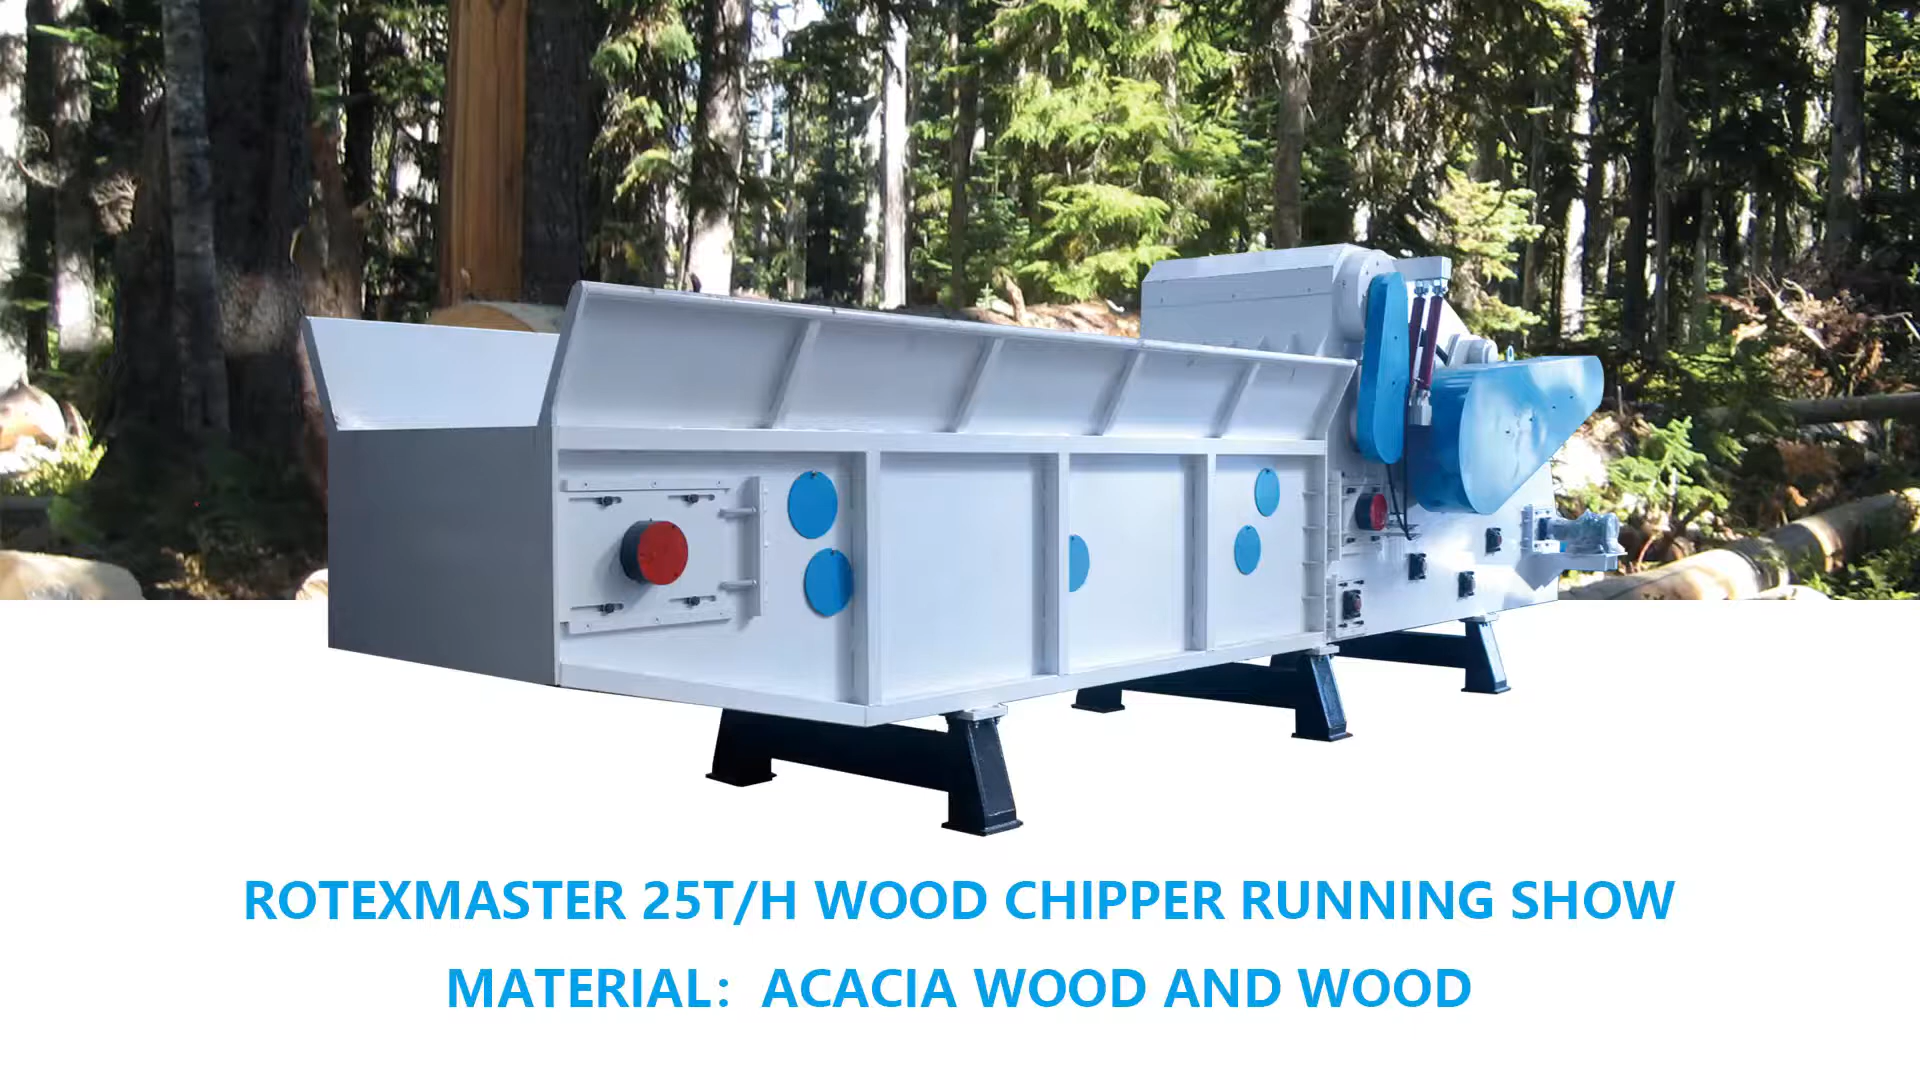 ROTEXMASTER 25T/H WOOD CHIPPER RUNNING SHOW
MATERIAL：ACACIA WOOD AND WOOD